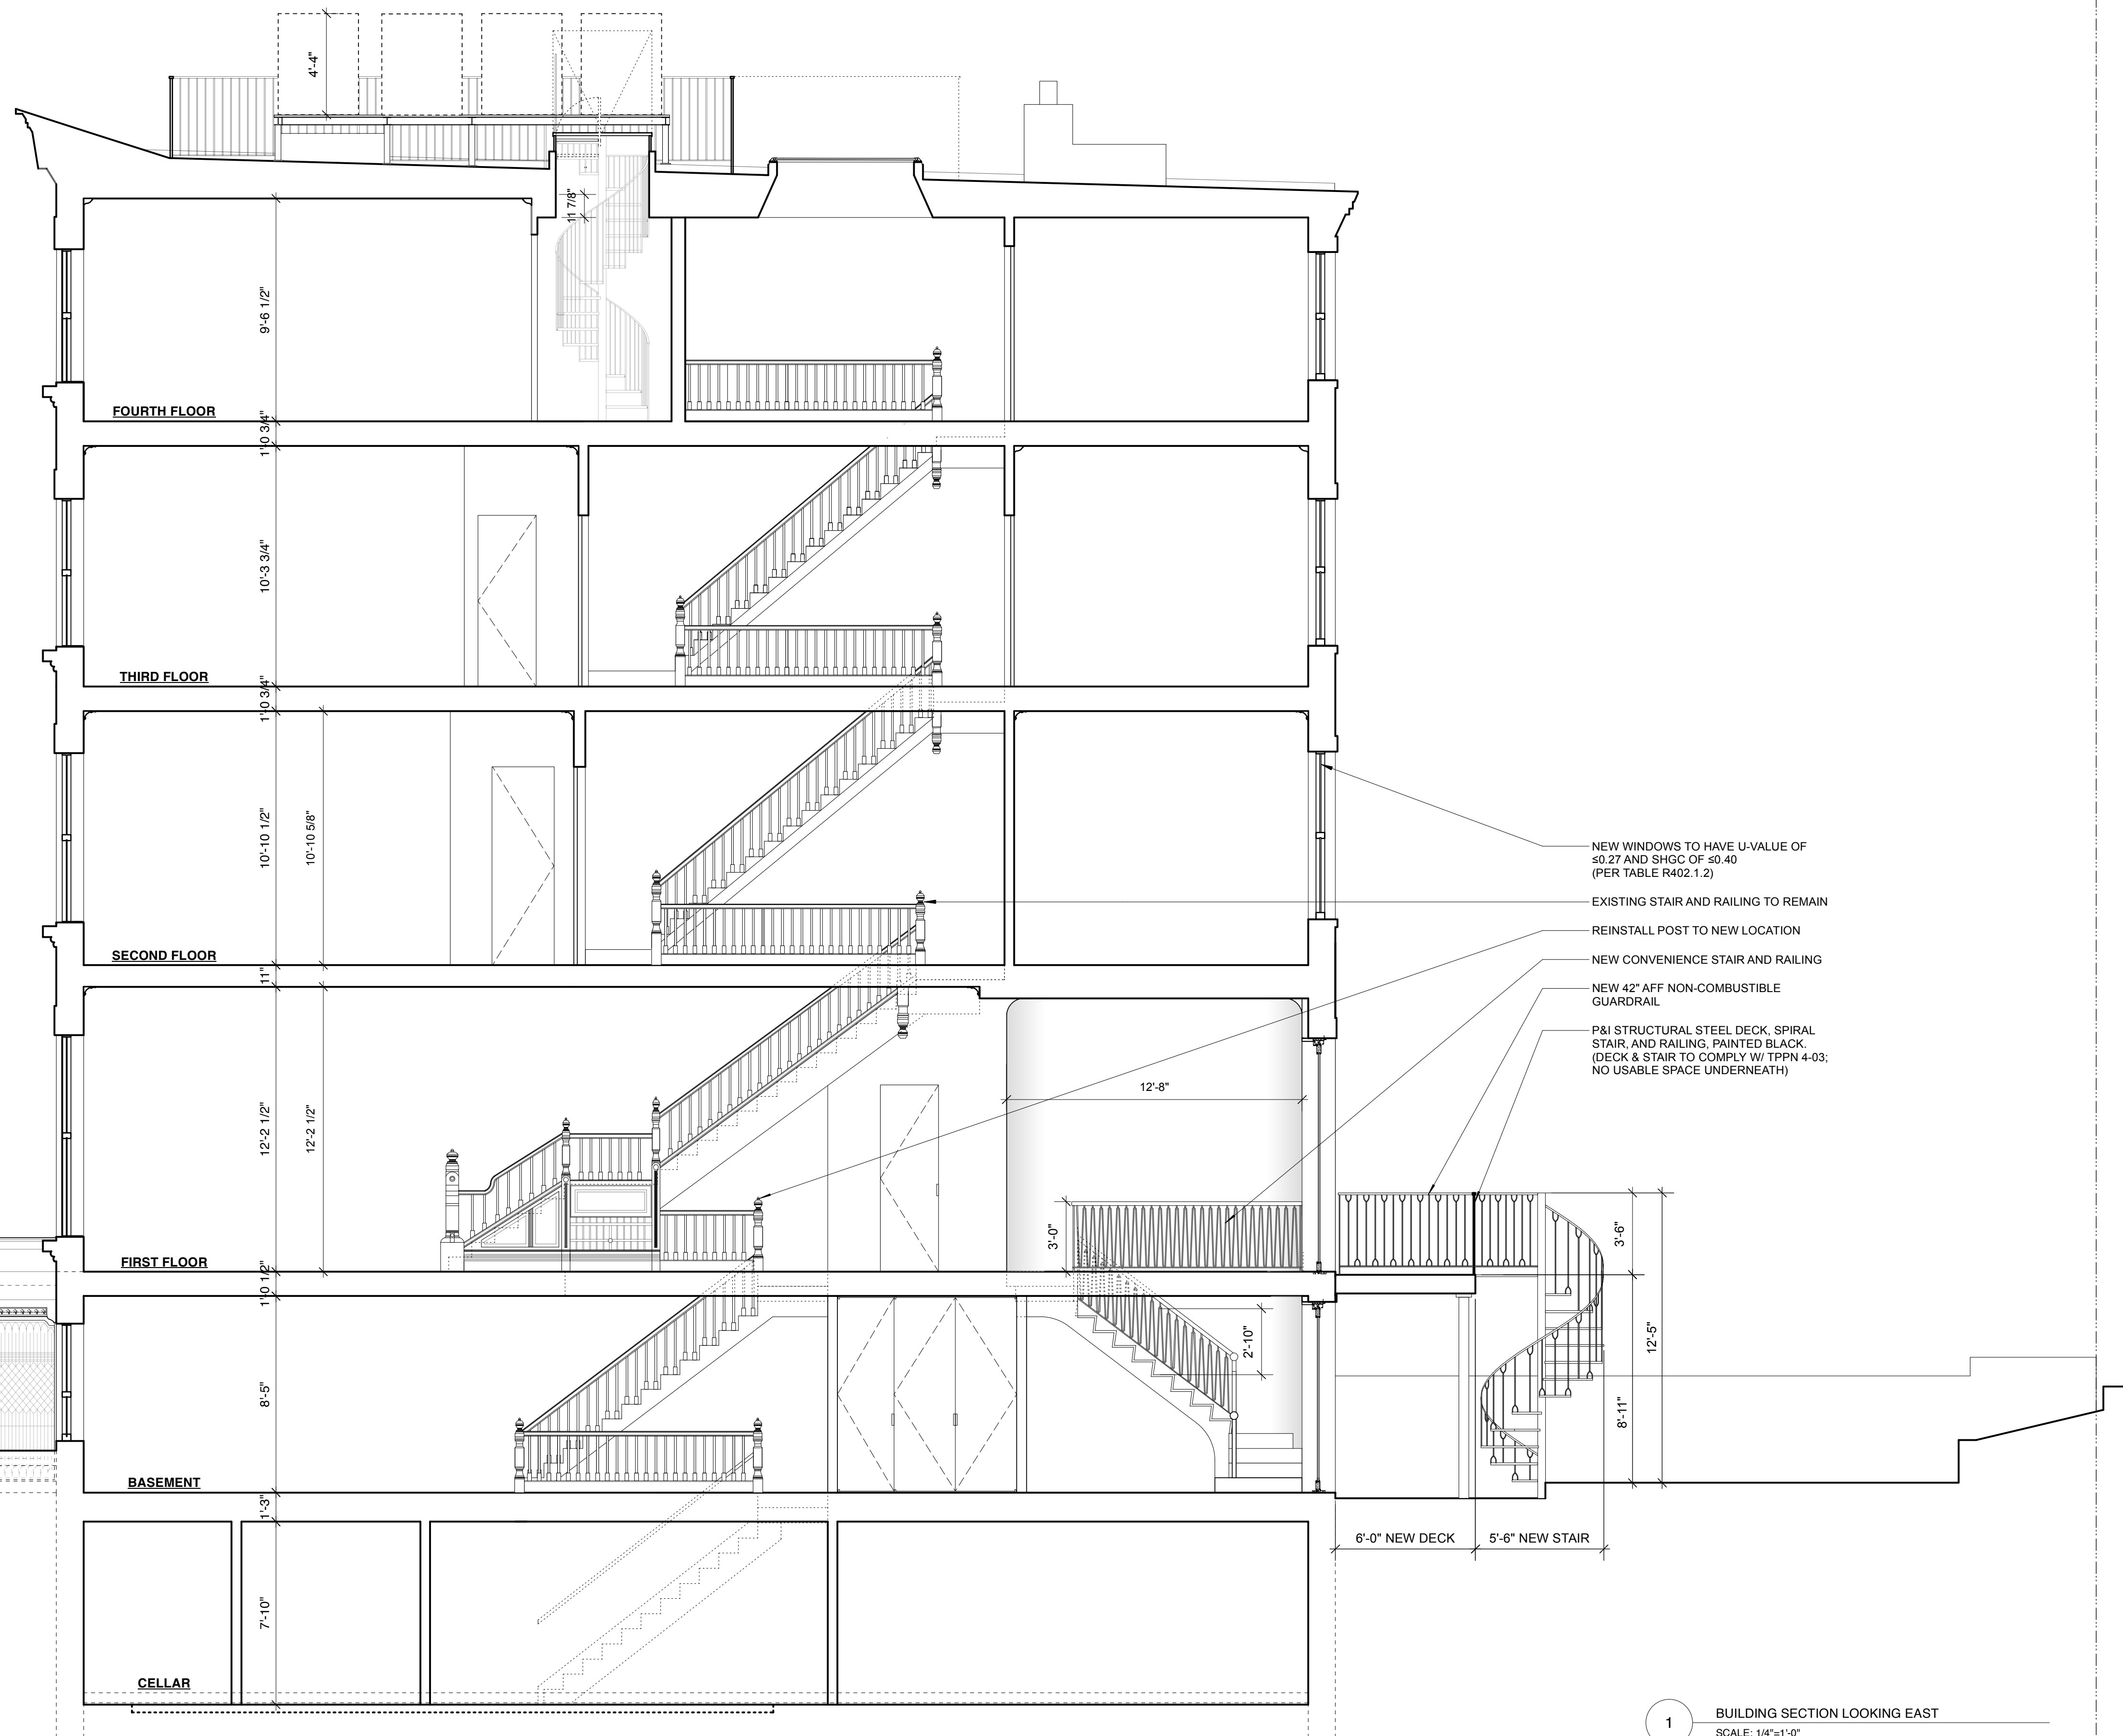 4'-4"
11 7/8"
9'-6 1/2"
FOURTH FLOOR
1'-0 3/4"
10'-3 3/4"
THIRD FLOOR
1'-0 3/4"
10'-10 1/2"
10'-10 5/8"
NEW WINDOWS TO HAVE U-VALUE OF
≤0.27 AND SHGC OF ≤0.40
(PER TABLE R402.1.2)
EXISTING STAIR AND RAILING TO REMAIN
REINSTALL POST TO NEW LOCATION
SECOND FLOOR
NEW CONVENIENCE STAIR AND RAILING
11"
NEW 42" AFF NON-COMBUSTIBLE
GUARDRAIL
P&I STRUCTURAL STEEL DECK, SPIRAL
STAIR, AND RAILING, PAINTED BLACK.
(DECK & STAIR TO COMPLY W/ TPPN 4-03;
NO USABLE SPACE UNDERNEATH)
12'-8"
12'-2 1/2"
12'-2 1/2"
3'-0"
3'-6"
FIRST FLOOR
1'-0 1/2"
2'-10"
12'-5"
8'-5"
8'-11"
BASEMENT
1'-3"
6'-0" NEW DECK
5'-6" NEW STAIR
7'-10"
CELLAR
1
BUILDING SECTION LOOKING EAST
SCALE: 1/4"=1'-0"